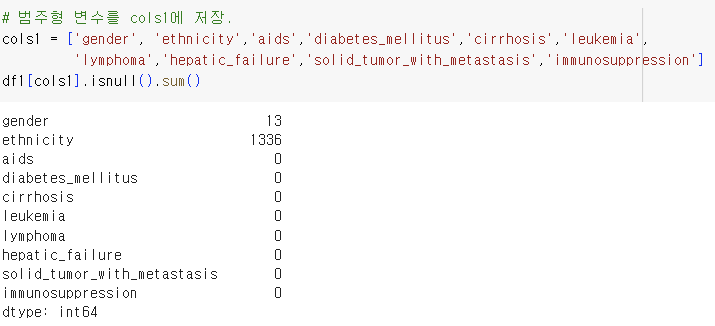 # 범주형 변수를 cols1에 저장.
cols1 = ['gender', 'ethnicity','aids','diabetes_mellitus','cirrhosis','leukemia',
'lymphoma','hepatic_failure','solid_tumor_with_metastasis','immunosuppression']
df1[cols1].isnull().sum()
gender 13
ethnicity 1336
aids 0
diabetes_mellitus 0
cirrhosis 0
leukemia 0
lymphoma 0
hepatic_failure 0
solid_tumor_with_metastasis 0
immunosuppression 0
dtype: int64